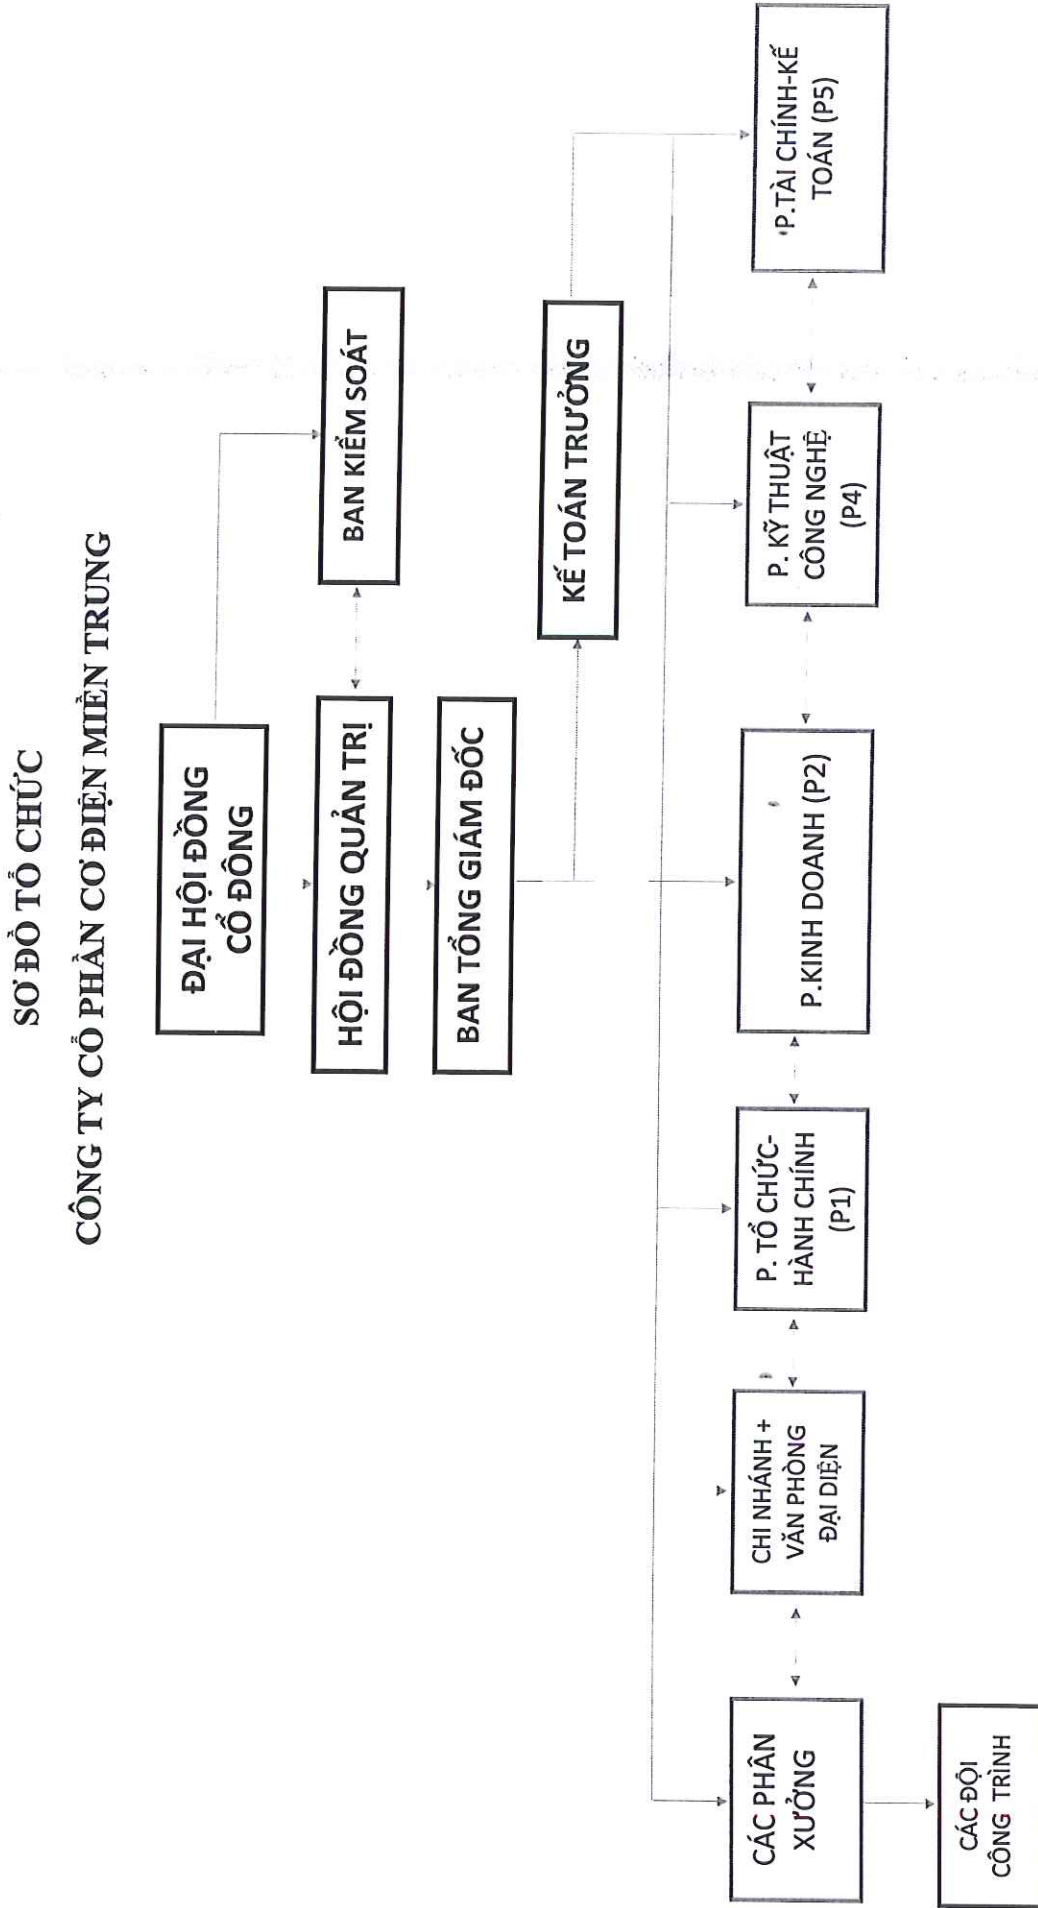 SƠ ĐỒ TỔ CHỨC
CÔNG TY CỔ PHẦN CƠ ĐIỆN MIỀN TRUNG
ĐẠI HỘI ĐỒNG
CỔ ĐÔNG
HỘI ĐỒNG QUẢN TRỊ
BAN KIỂM SOÁT
BAN TỔNG GIÁM ĐỐC
KẾ TOÁN TRƯỞNG
CÁC PHÂN
XƯỞNG
CHI NHÁNH +
VĂN PHÒNG
ĐẠI DIỆN
P. TỔ CHỨC-
HÀNH CHÍNH
(P1)
P.KINH DOANH (P2)
P. KỸ THUẬT
CÔNG NGHỆ
(P4)
P.TÀI CHÍNH-KẾ
TOÁN (P5)
CÁC ĐỘI
CÔNG TRÌNH